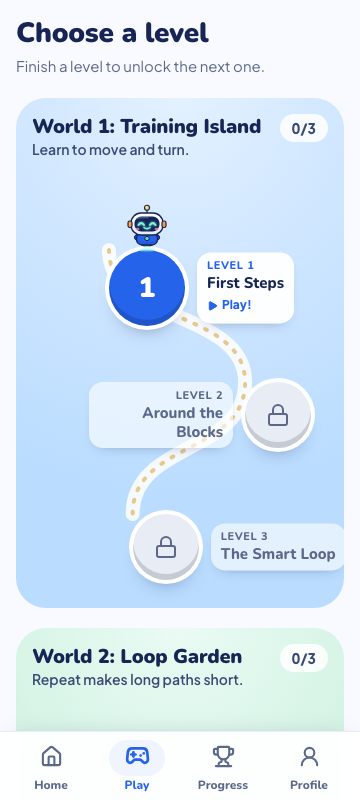 Choose a level
Finish a level to unlock the next one.
World 1: Training Island
0/3
Learn to move and turn.
1
LEVEL 1
First Steps
Play!
LEVEL 2
Around the
Blocks
LEVEL 3
The Smart Loop
World 2: Loop Garden
0/3
Repeat makes long paths short.
Home
Play
Progress
Profile